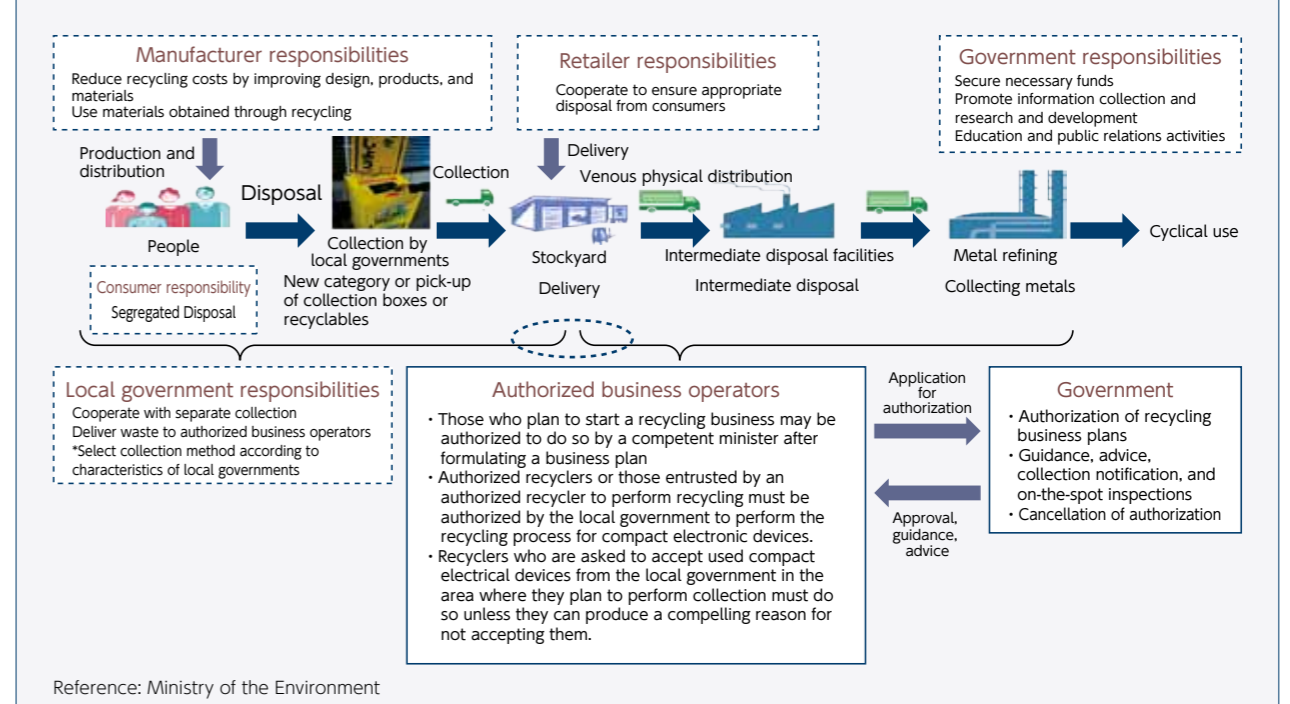 Manufacturer responsibilities
Reduce recycling costs by improving design, products, and
materials
Use materials obtained through recycling
Retailer responsibilities
Cooperate to ensure appropriate
disposal from consumers
Government responsibilities
Secure necessary funds
Promote information collection and
research and development
Education and public relations activities
Production and
distribution
Delivery
Venous physical distribution
Disposal
Collection
People
Collection by
local governments
New category or pick-up
of collection boxes or
recyclables
Stockyard
Delivery
Intermediate disposal facilities
Intermediate disposal
Metal refining
Collecting metals
Cyclical use
Consumer responsibility
Segregated Disposal
Local government responsibilities
Cooperate with separate collection
Deliver waste to authorized business operators
*Select collection method according to
characteristics of local governments
Authorized business operators
・Those who plan to start a recycling business may be
authorized to do so by a competent minister after
formulating a business plan
・Authorized recyclers or those entrusted by an
authorized recycler to perform recycling must be
authorized by the local government to perform the
recycling process for compact electronic devices.
・Recyclers who are asked to accept used compact
electrical devices from the local government in the
area where they plan to perform collection must do
so unless they can produce a compelling reason for
not accepting them.
Application
for
authorization
Approval,
guidance,
advice
Government
・Authorization of recycling
business plans
・Guidance, advice,
collection notification, and
on-the-spot inspections
・Cancellation of authorization
Reference: Ministry of the Environment